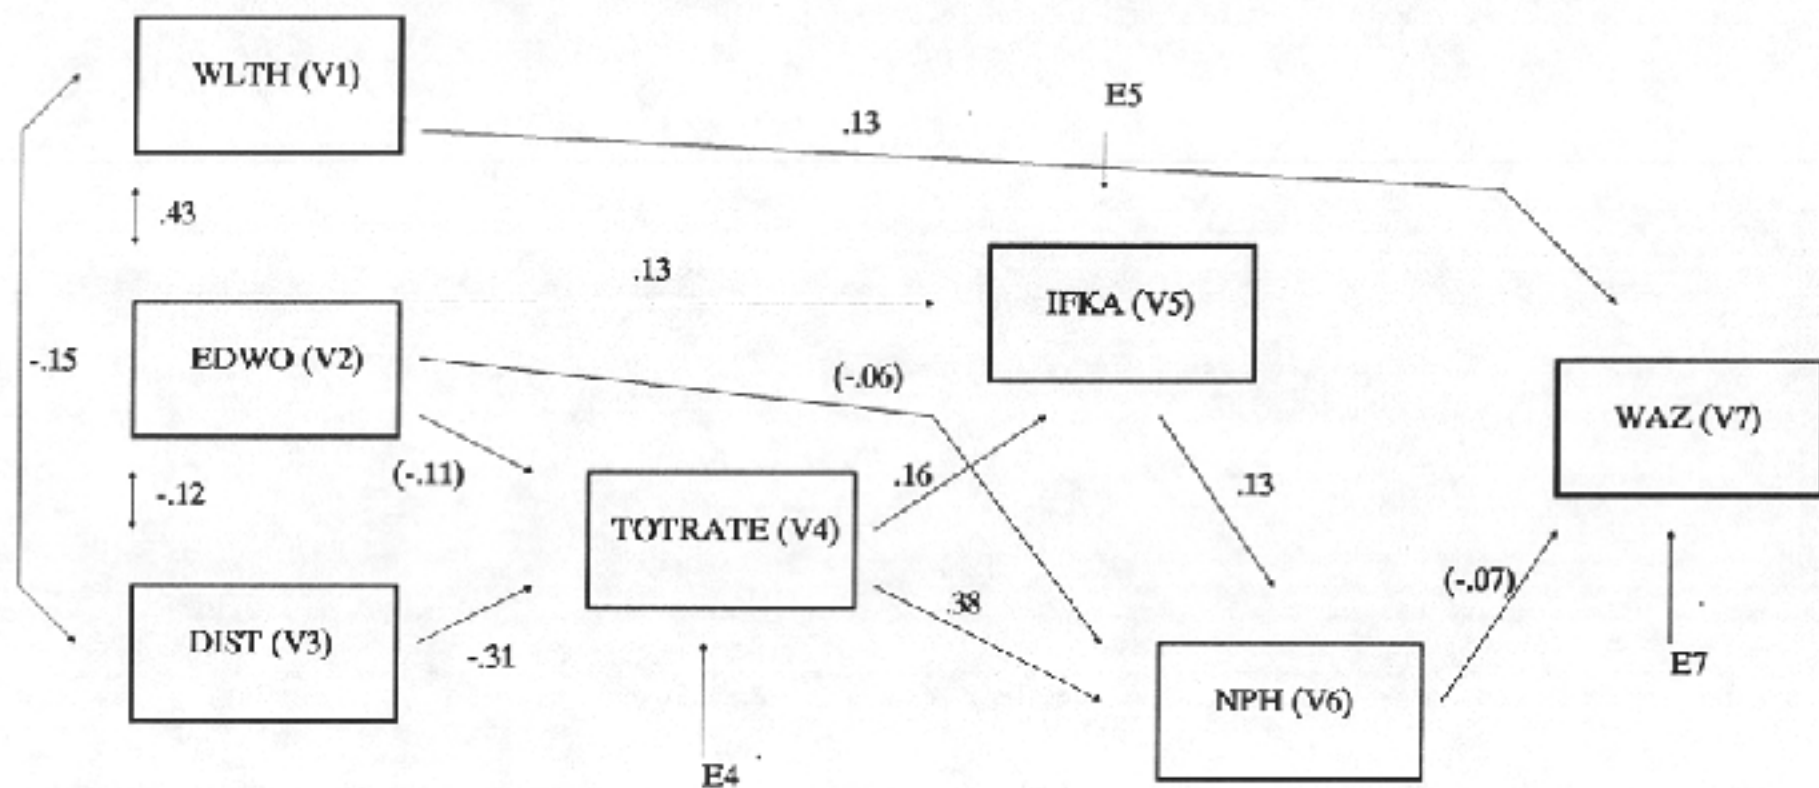 WLTH (V1)
E5
.13
.43
.13
IFKA (V5)
-.15
EDWO (V2)
(-.06)
WAZ (V7)
(-.11)
.16
.13
-.12
TOTRATE (V4)
(-.07)
.38
DIST (V3)
-.31
E7
NPH (V6)
E4